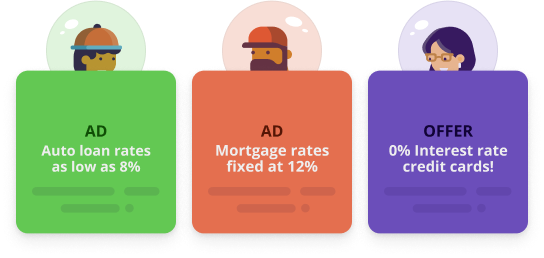 AD
Auto loan rates
as low as 8%
AD
Mortgage rates
fixed at 12%
OFFER
0% Interest rate
credit cards!